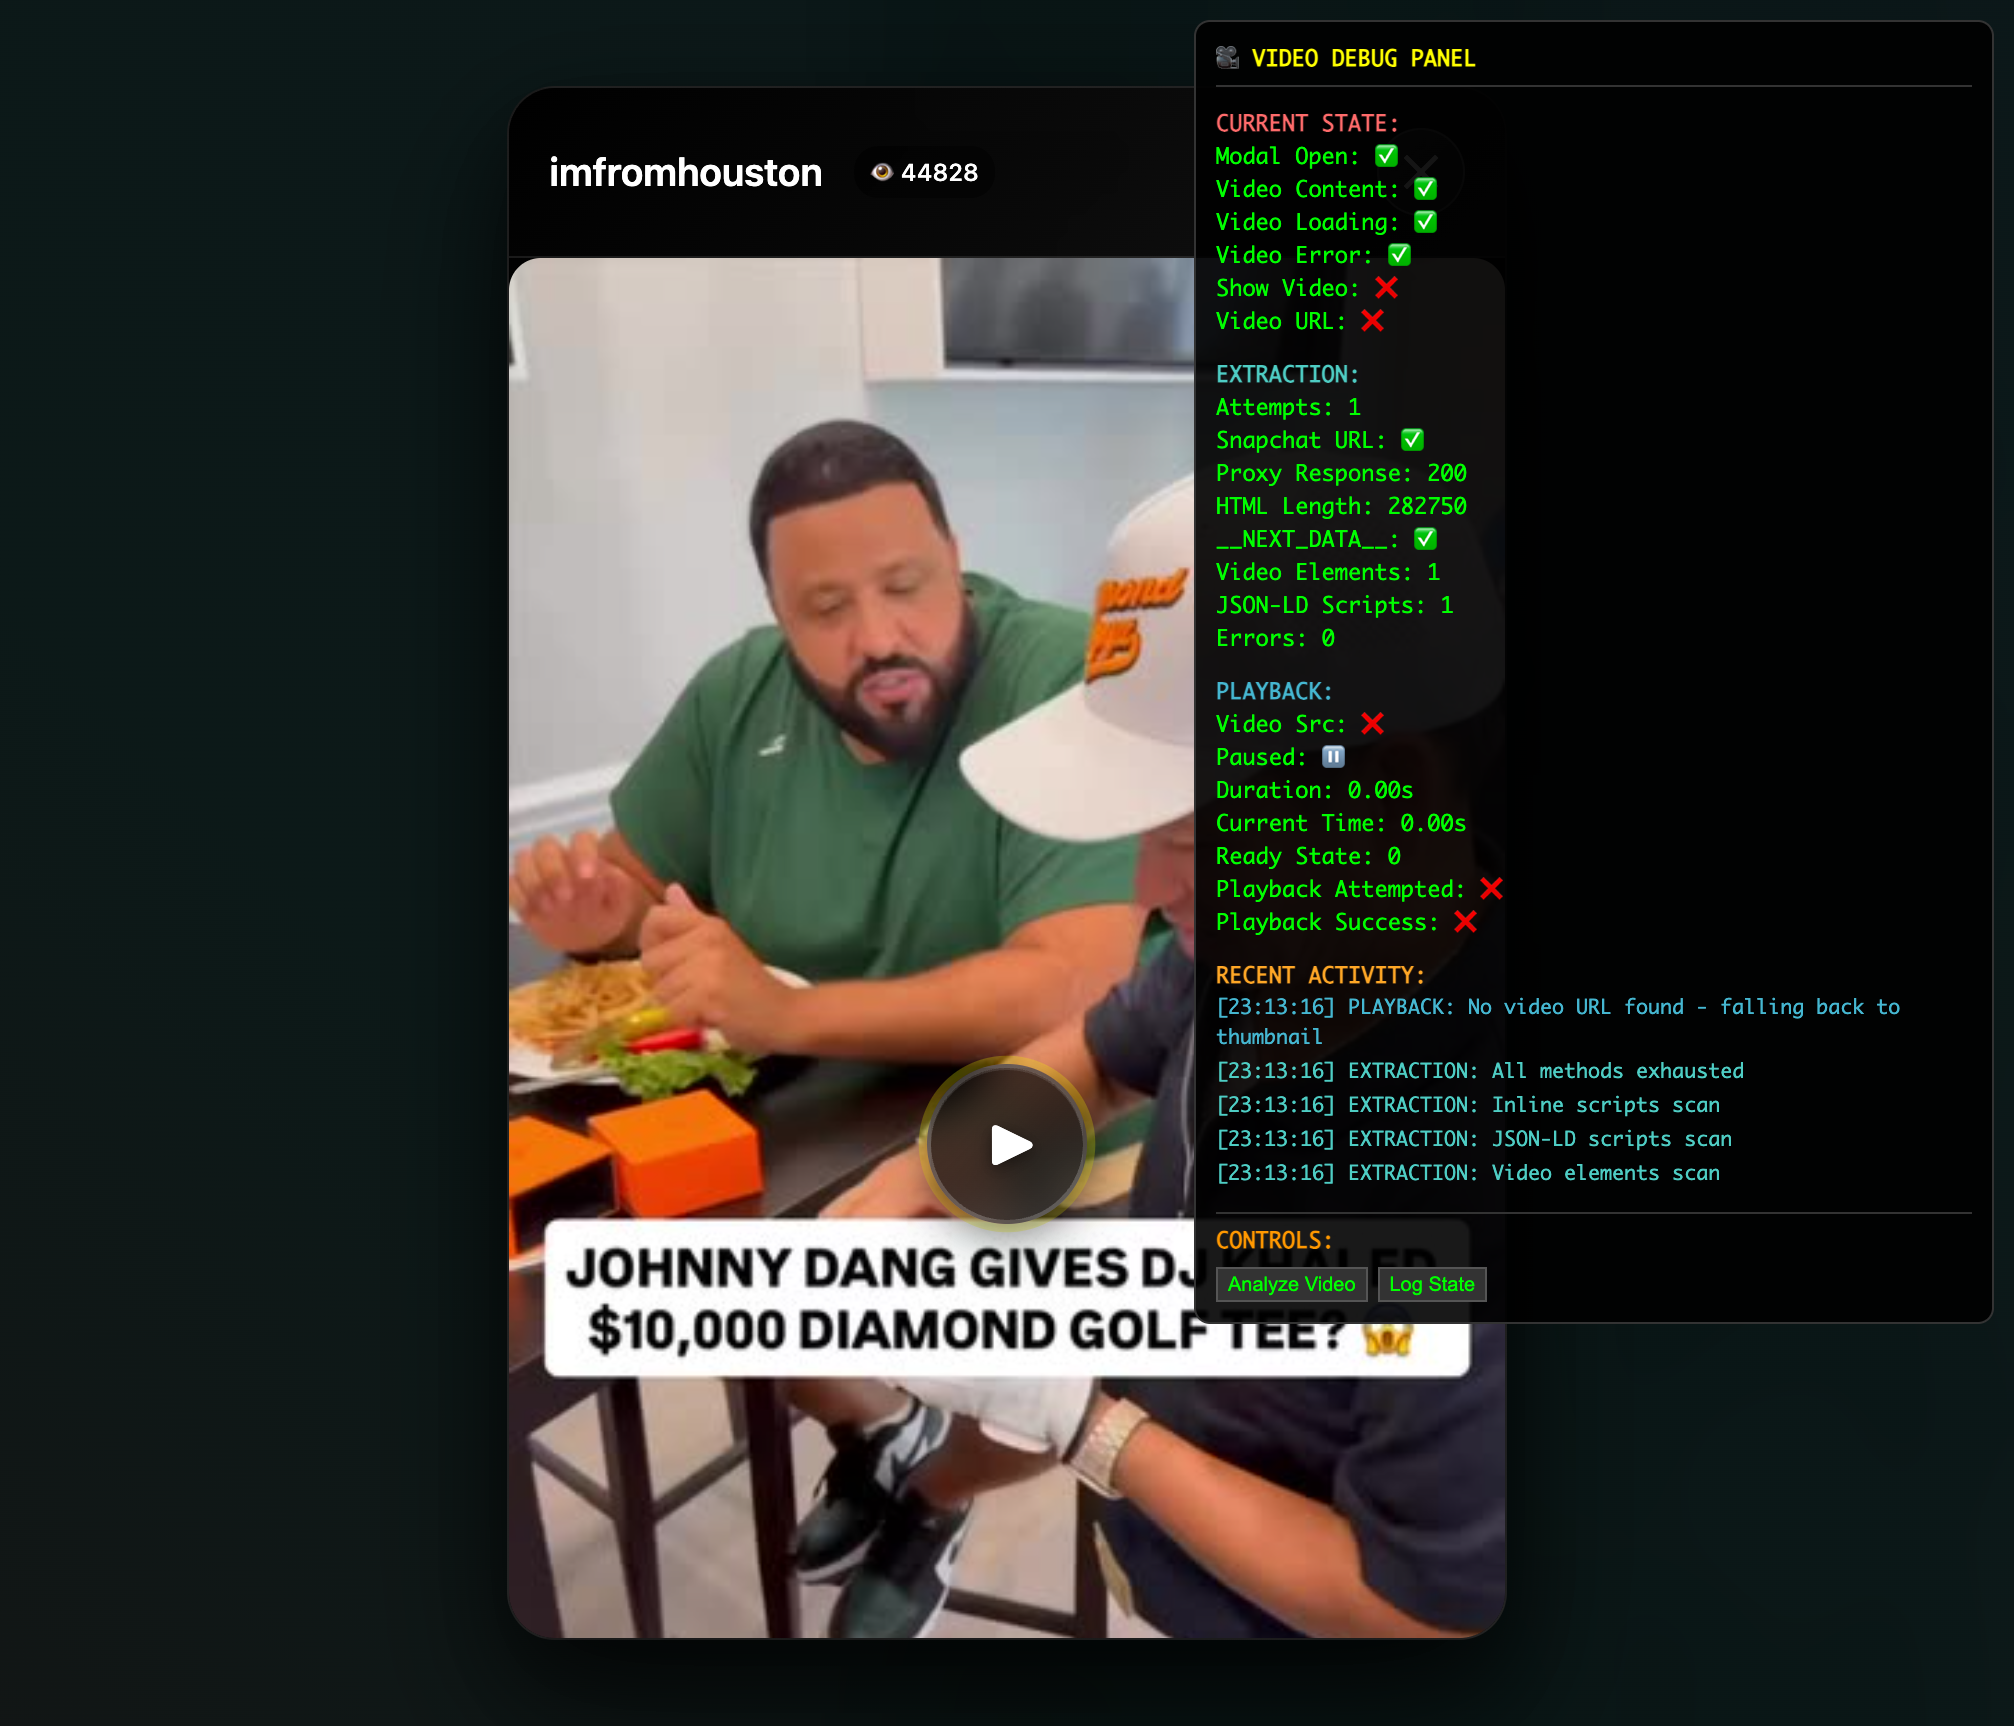 imfromhouston
44828
VIDEO DEBUG PANEL
CURRENT STATE:
Modal Open: ✅
Video Content: ✅
Video Loading: ✅
Video Error: ✅
Show Video: ❌
Video URL: ❌
EXTRACTION:
Attempts: 1
Snapchat URL: ✅
Proxy Response: 200
HTML Length: 282750
__NEXT_DATA__: ✅
Video Elements: 1
JSON-LD Scripts: 1
Errors: 0
PLAYBACK:
Video Src: ❌
Paused: ⏸️
Duration: 0.00s
Current Time: 0.00s
Ready State: 0
Playback Attempted: ❌
Playback Success: ❌
RECENT ACTIVITY:
[23:13:16] PLAYBACK: No video URL found - falling back to
thumbnail
[23:13:16] EXTRACTION: All methods exhausted
[23:13:16] EXTRACTION: Inline scripts scan
[23:13:16] EXTRACTION: JSON-LD scripts scan
[23:13:16] EXTRACTION: Video elements scan
CONTROLS:
Analyze Video Log State
JOHNNY DANG GIVES DJ KHALED
$10,000 DIAMOND GOLF TEE? 😱